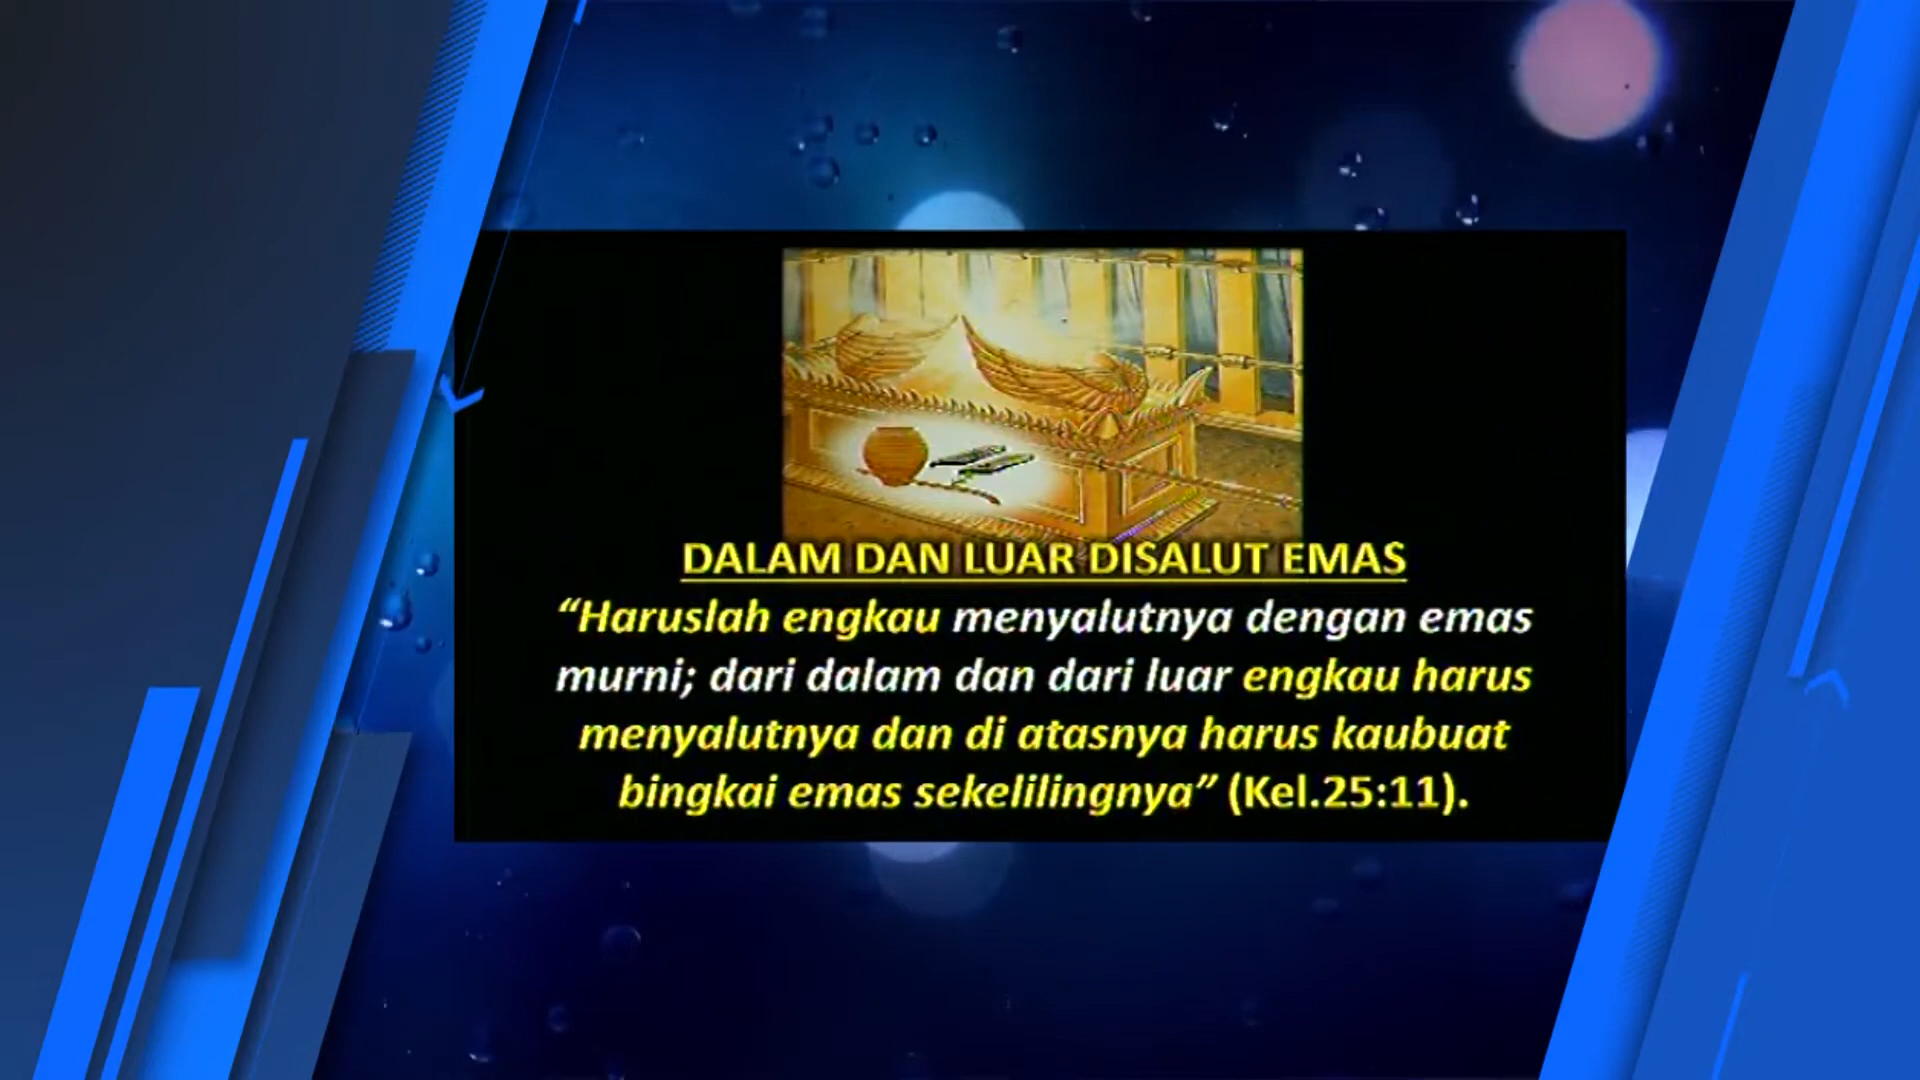 DALAM DAN LUAR DISALUT EMAS
“Haruslah engkau menyalutnya dengan emas
murni; dari dalam dan dari luar engkau harus
menyalutnya dan di atasnya harus kaubuat
bingkai emas sekelilingnya” (Kel.25:11).